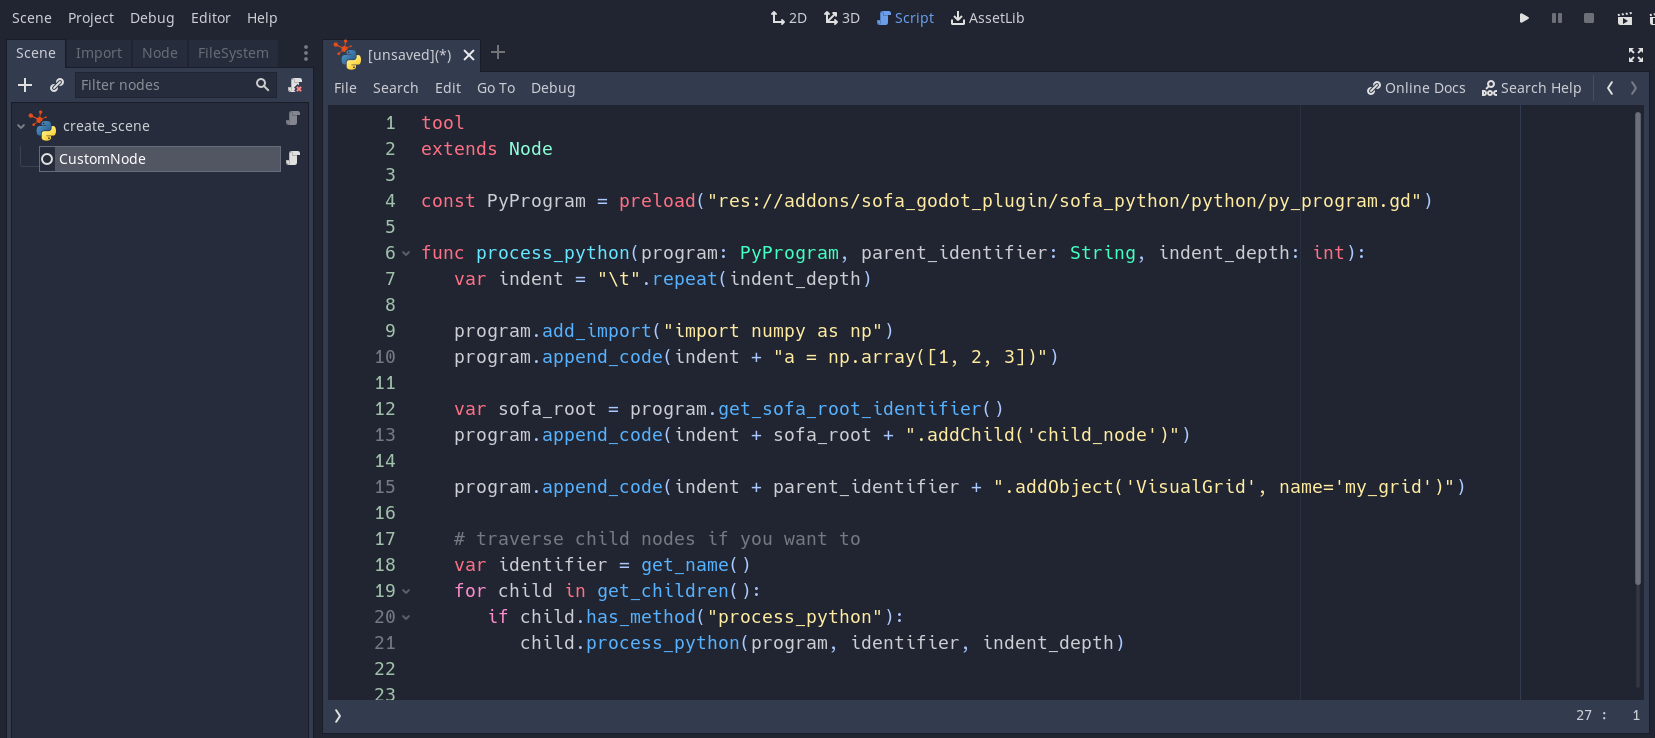 Scene Project Debug Editor Help 2D 3D Script AssetLib
Scene Import Node FileSystem
[unsaved](*)
Filter nodes
File Search Edit Go To Debug Online Docs Search Help
create_scene
CustomNode
1 tool
2 extends Node
3
4 const PyProgram = preload("res://addons/sofa_godot_plugin/sofa_python/python/py_program.gd")
5
6 func process_python(program: PyProgram, parent_identifier: String, indent_depth: int):
7 var indent = "\t".repeat(indent_depth)
8
9 program.add_import("import numpy as np")
10 program.append_code(indent + "a = np.array([1, 2, 3])")
11
12 var sofa_root = program.get_sofa_root_identifier()
13 program.append_code(indent + sofa_root + ".addChild('child_node')")
14
15 program.append_code(indent + parent_identifier + ".addObject('VisualGrid', name='my_grid')")
16
17 # traverse child nodes if you want to
18 var identifier = get_name()
19 for child in get_children():
20 if child.has_method("process_python"):
21 child.process_python(program, identifier, indent_depth)
22
23
27 : 1